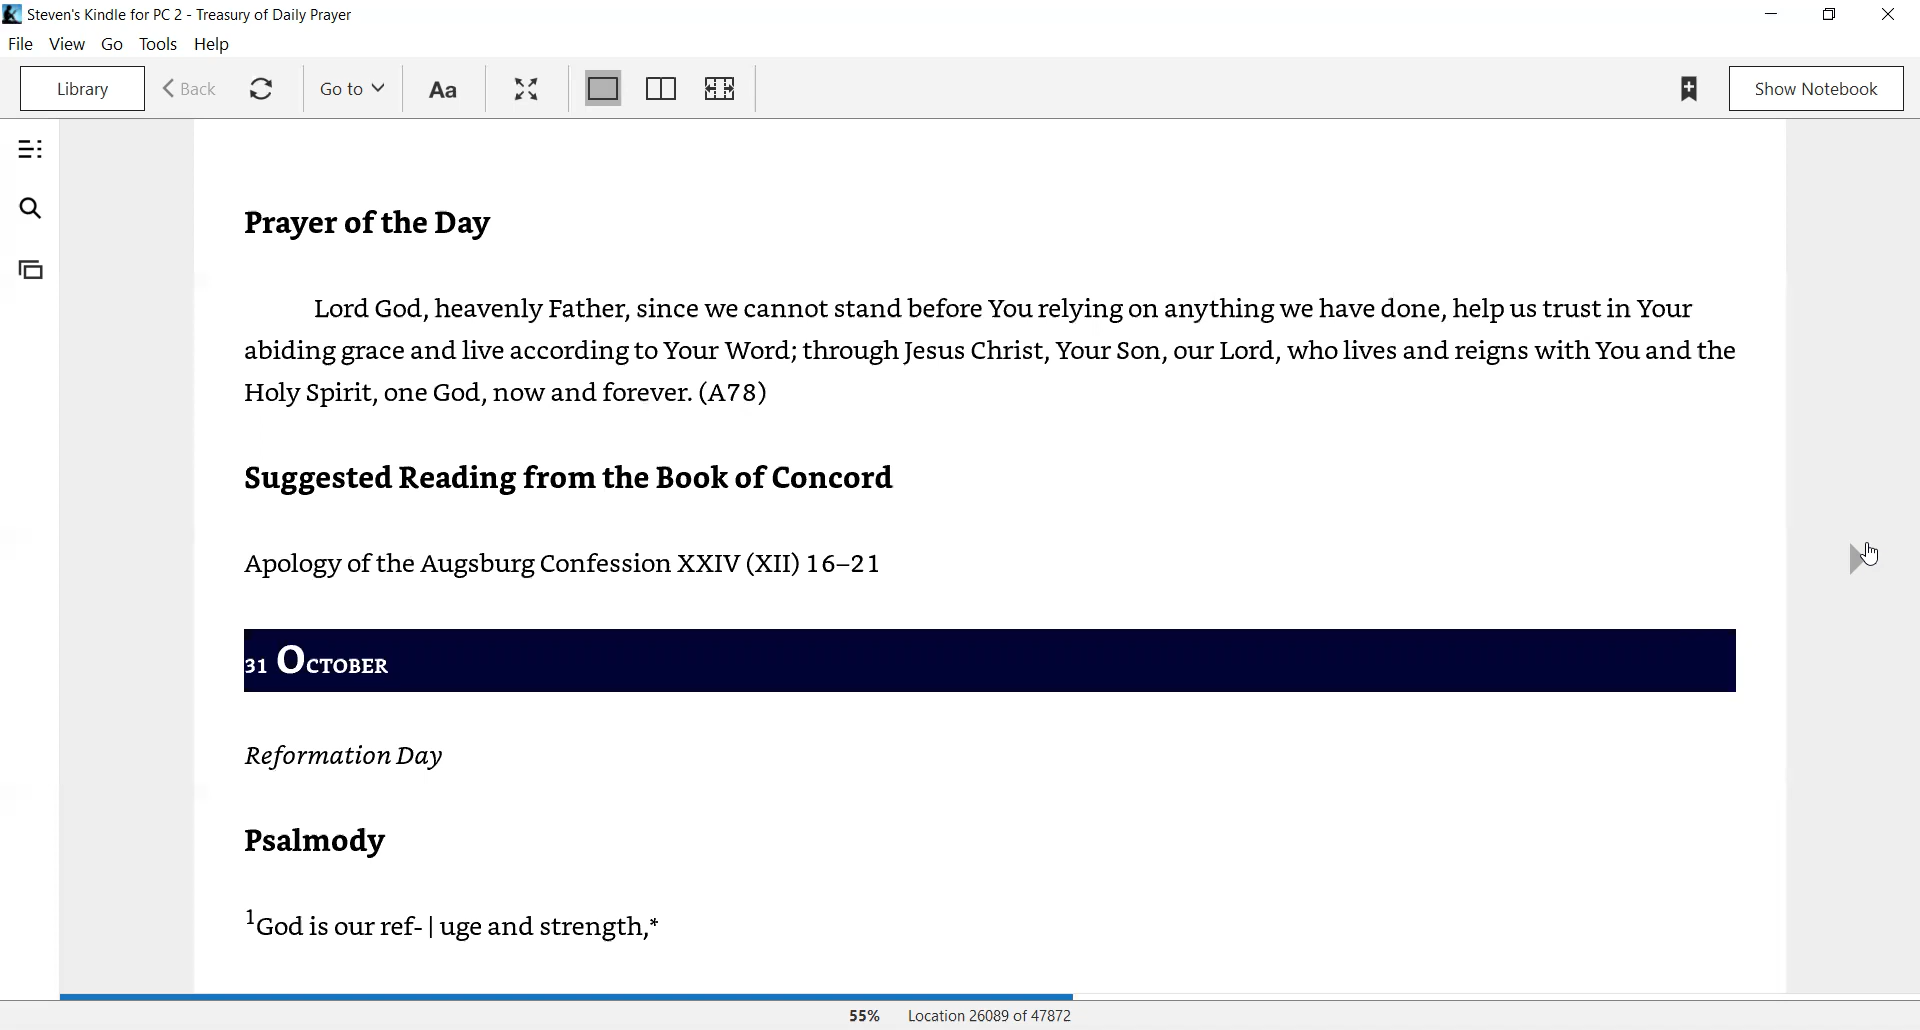 Steven's Kindle for PC 2 - Treasury of Daily Prayer
File View Go Tools Help
Library Back Go to Aa Show Notebook
Prayer of the Day
Lord God, heavenly Father, since we cannot stand before You relying on anything we have done, help us trust in Your
abiding grace and live according to Your Word; through Jesus Christ, Your Son, our Lord, who lives and reigns with You and the
Holy Spirit, one God, now and forever. (A78)
Suggested Reading from the Book of Concord
Apology of the Augsburg Confession XXIV (XII) 16–21
31 October
Reformation Day
Psalmody
1God is our ref- | uge and strength,*
55% Location 26089 of 47872